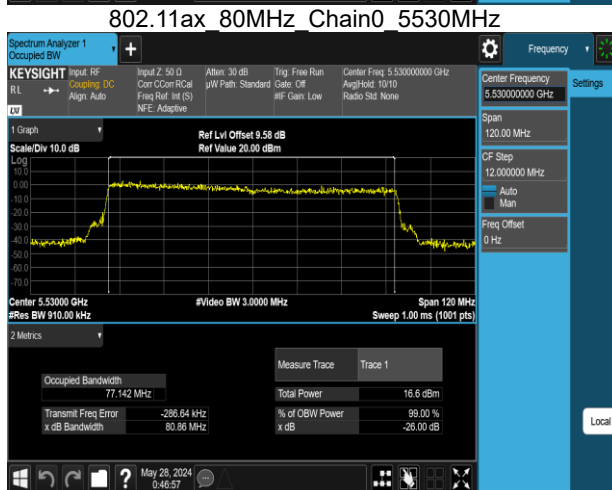 802.11ax_80MHz_Chain0_5530MHz
Spectrum Analyzer 1
Occupied BW
Frequency
KEYSIGHT
RL
Input: RF
Coupling: DC
Align: Auto
Input Z: 50 Ω
Corr CCorr RCal
Freq Ref: Int (S)
NFE: Adaptive
Atten: 30 dB
µW Path: Standard
Trig: Free Run
Gate: Off
#IF Gain: Low
Center Freq: 5.530000000 GHz
Avg|Hold: 10/10
Radio Std: None
Center Frequency
5.530000000 GHz
Settings
Span
120.00 MHz
CF Step
12.000000 MHz
Auto
Man
Freq Offset
0 Hz
Local
1 Graph
Scale/Div 10.0 dB
Ref Lvl Offset 9.58 dB
Ref Value 20.00 dBm
Log
10.0
0.00
-10.0
-20.0
-30.0
-40.0
-50.0
-60.0
-70.0
Center 5.53000 GHz
#Res BW 910.00 kHz
#Video BW 3.0000 MHz
Span 120 MHz
Sweep 1.00 ms (1001 pts)
2 Metrics
Measure Trace Trace 1
Occupied Bandwidth
77.142 MHz
Total Power 16.6 dBm
Transmit Freq Error -286.64 kHz
% of OBW Power 99.00 %
x dB Bandwidth 80.86 MHz
x dB -26.00 dB
May 28, 2024
0:46:57